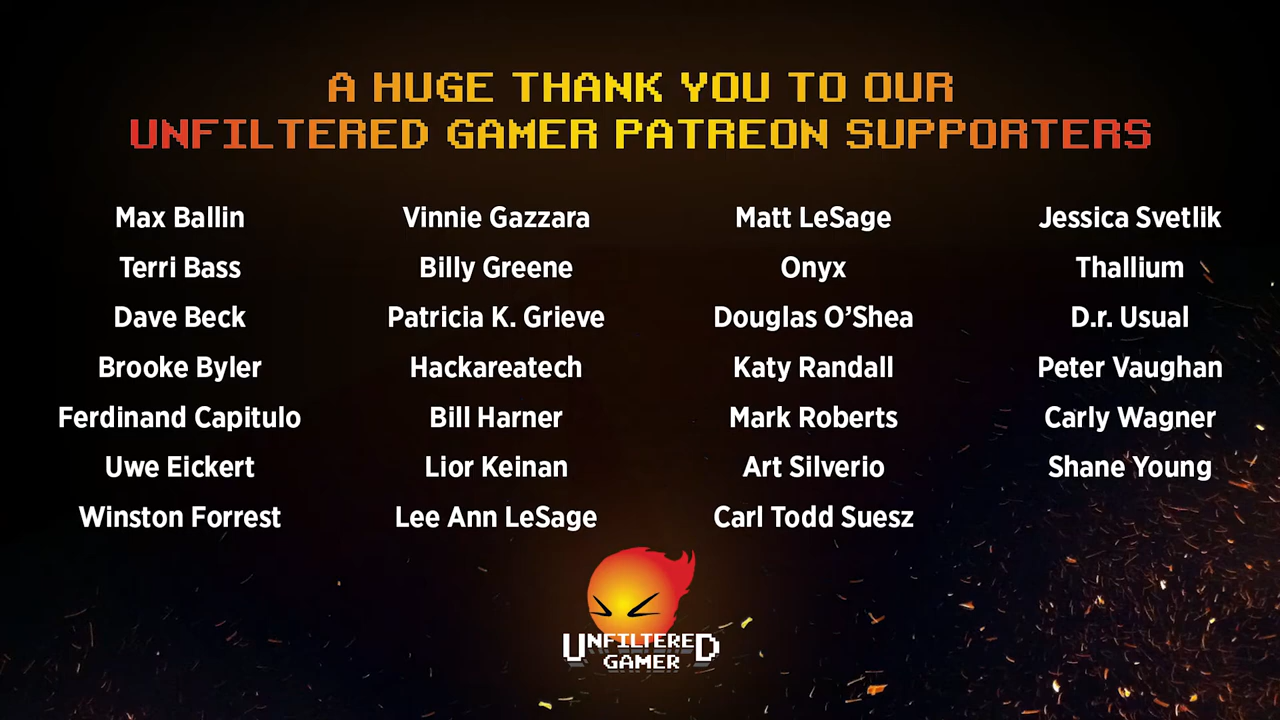 A HUGE THANK YOU TO OUR
UNFILTERED GAMER PATREON SUPPORTERS
Max Ballin
Terri Bass
Dave Beck
Brooke Byler
Ferdinand Capitulo
Uwe Eickert
Winston Forrest
Vinnie Gazzara
Billy Greene
Patricia K. Grieve
Hackareatech
Bill Harner
Lior Keinan
Lee Ann LeSage
Matt LeSage
Onyx
Douglas O’Shea
Katy Randall
Mark Roberts
Art Silverio
Carl Todd Suesz
Jessica Svetlik
Thallium
D.r. Usual
Peter Vaughan
Carly Wagner
Shane Young
UNFILTERED
GAMER